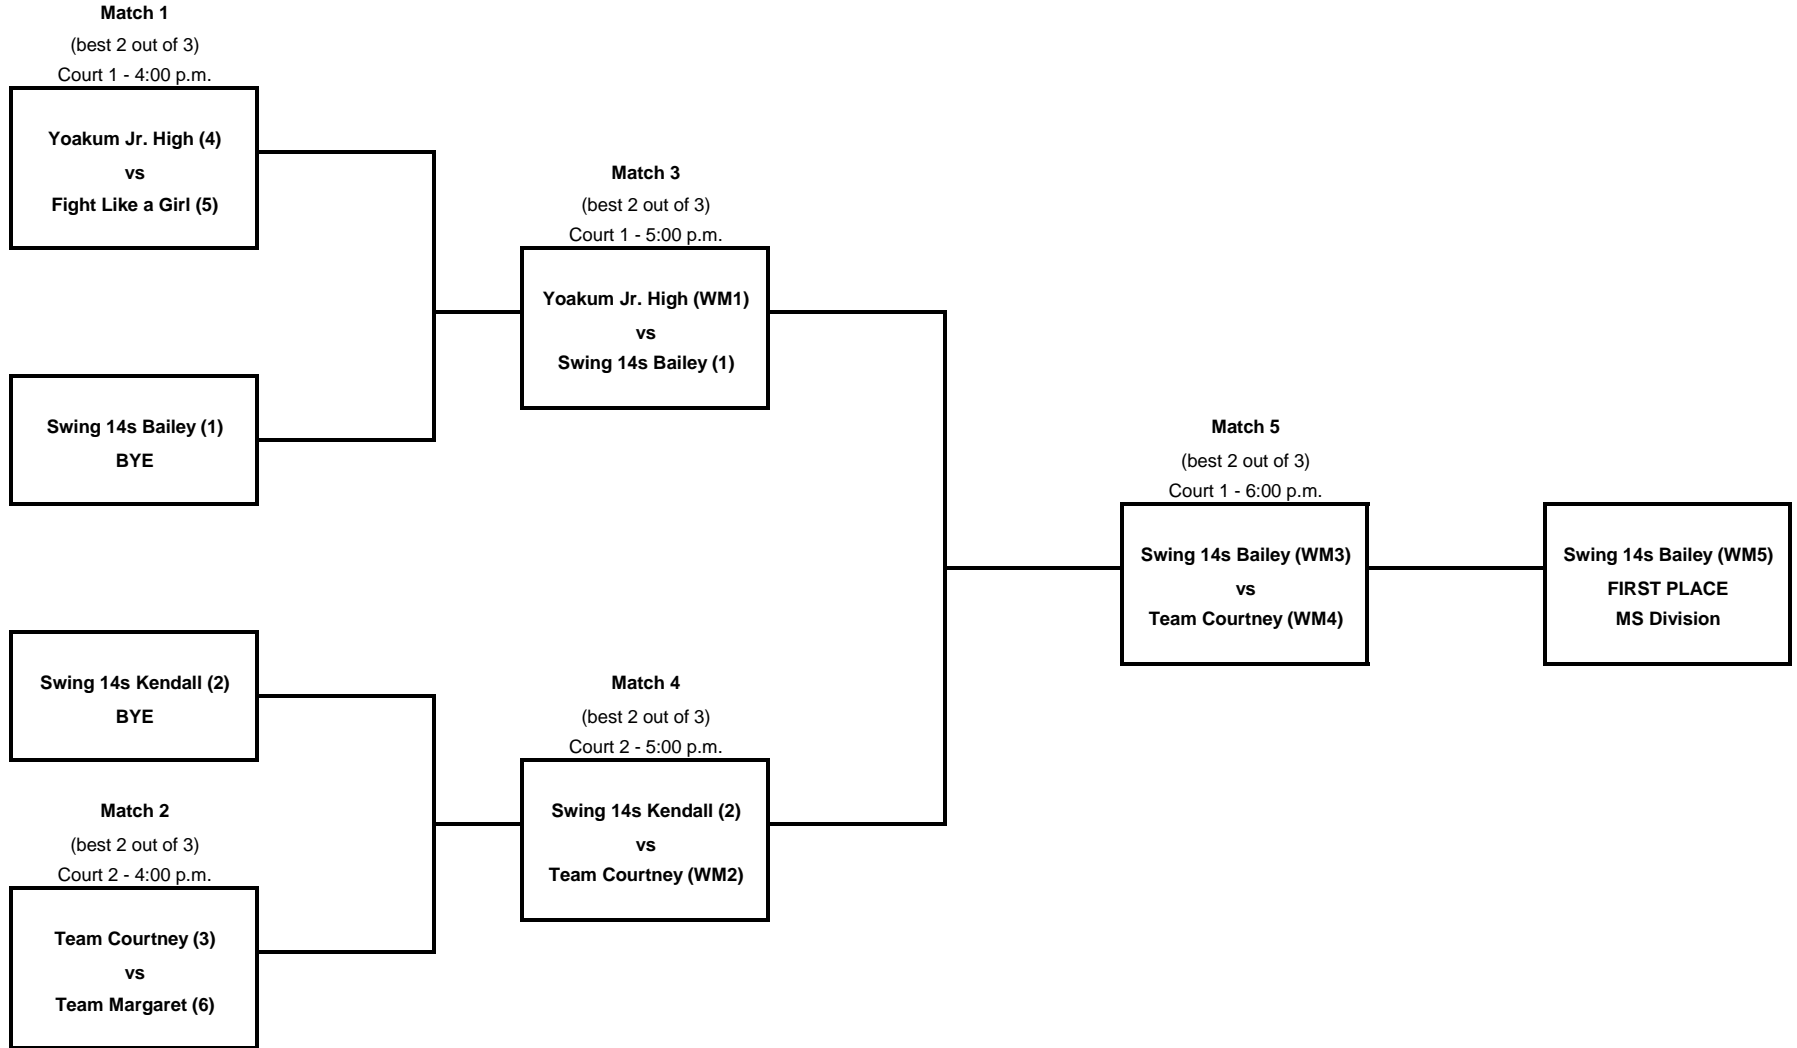 Match 1
(best 2 out of 3)
Court 1 - 4:00 p.m.
Yoakum Jr. High (4)
vs
Fight Like a Girl (5)
Swing 14s Bailey (1)
BYE
Swing 14s Kendall (2)
BYE
Match 2
(best 2 out of 3)
Court 2 - 4:00 p.m.
Team Courtney (3)
vs
Team Margaret (6)
Match 3
(best 2 out of 3)
Court 1 - 5:00 p.m.
Yoakum Jr. High (WM1)
vs
Swing 14s Bailey (1)
Match 4
(best 2 out of 3)
Court 2 - 5:00 p.m.
Swing 14s Kendall (2)
vs
Team Courtney (WM2)
Match 5
(best 2 out of 3)
Court 1 - 6:00 p.m.
Swing 14s Bailey (WM3)
vs
Team Courtney (WM4)
Swing 14s Bailey (WM5)
FIRST PLACE
MS Division